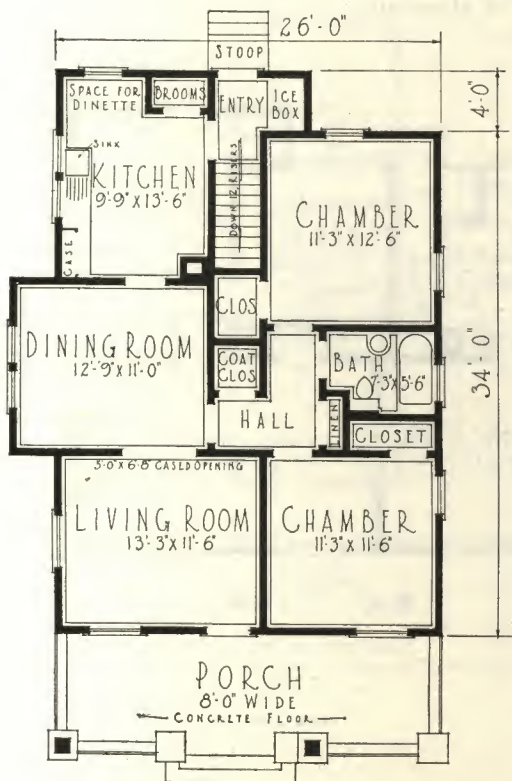 26'-0"
STOOP
SPACE FOR
DINETTE
BROOMS
ENTRY
ICE
BOX
4'-0"
SINK
KITCHEN
9'-9" X 13'-6"
DOWN 12 RISERS
CHAMBER
11'-3" X 12'-6"
CASE
CLOS
DINING ROOM
12'-9" X 11'-0"
COAT
CLOS
BATH
7'-3" X 5'-6"
34'-0"
HALL
LINEN
CLOSET
3'-0" X 6'-8" CASED OPENING
LIVING ROOM
13'-3" X 11'-6"
CHAMBER
11'-3" X 11'-6"
PORCH
8'-0" WIDE
CONCRETE FLOOR